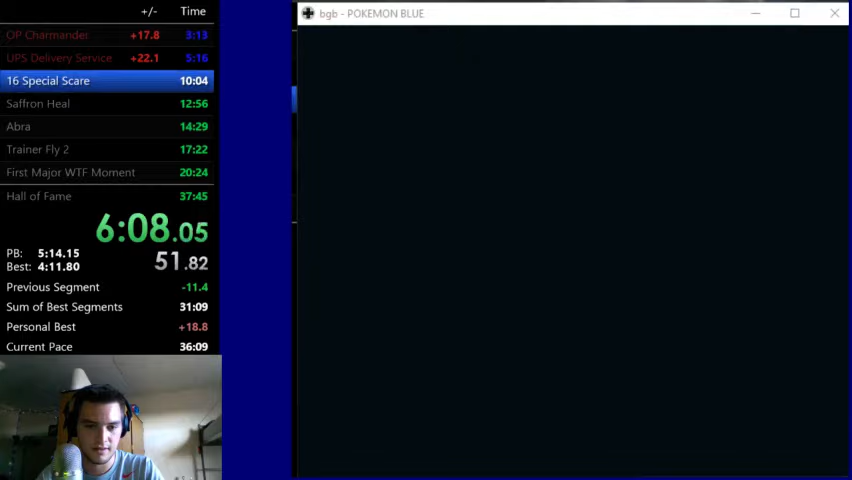 +/- Time
OP Charmander +17.8 3:13
UPS Delivery Service +22.1 5:16
16 Special Scare 10:04
Saffron Heal 12:56
Abra 14:29
Trainer Fly 2 17:22
First Major WTF Moment 20:24
Hall of Fame 37:45
6:08.05
PB: 5:14.15
Best: 4:11.80
51.82
Previous Segment -11.4
Sum of Best Segments 31:09
Personal Best +18.8
Current Pace 36:09
bgb - POKEMON BLUE